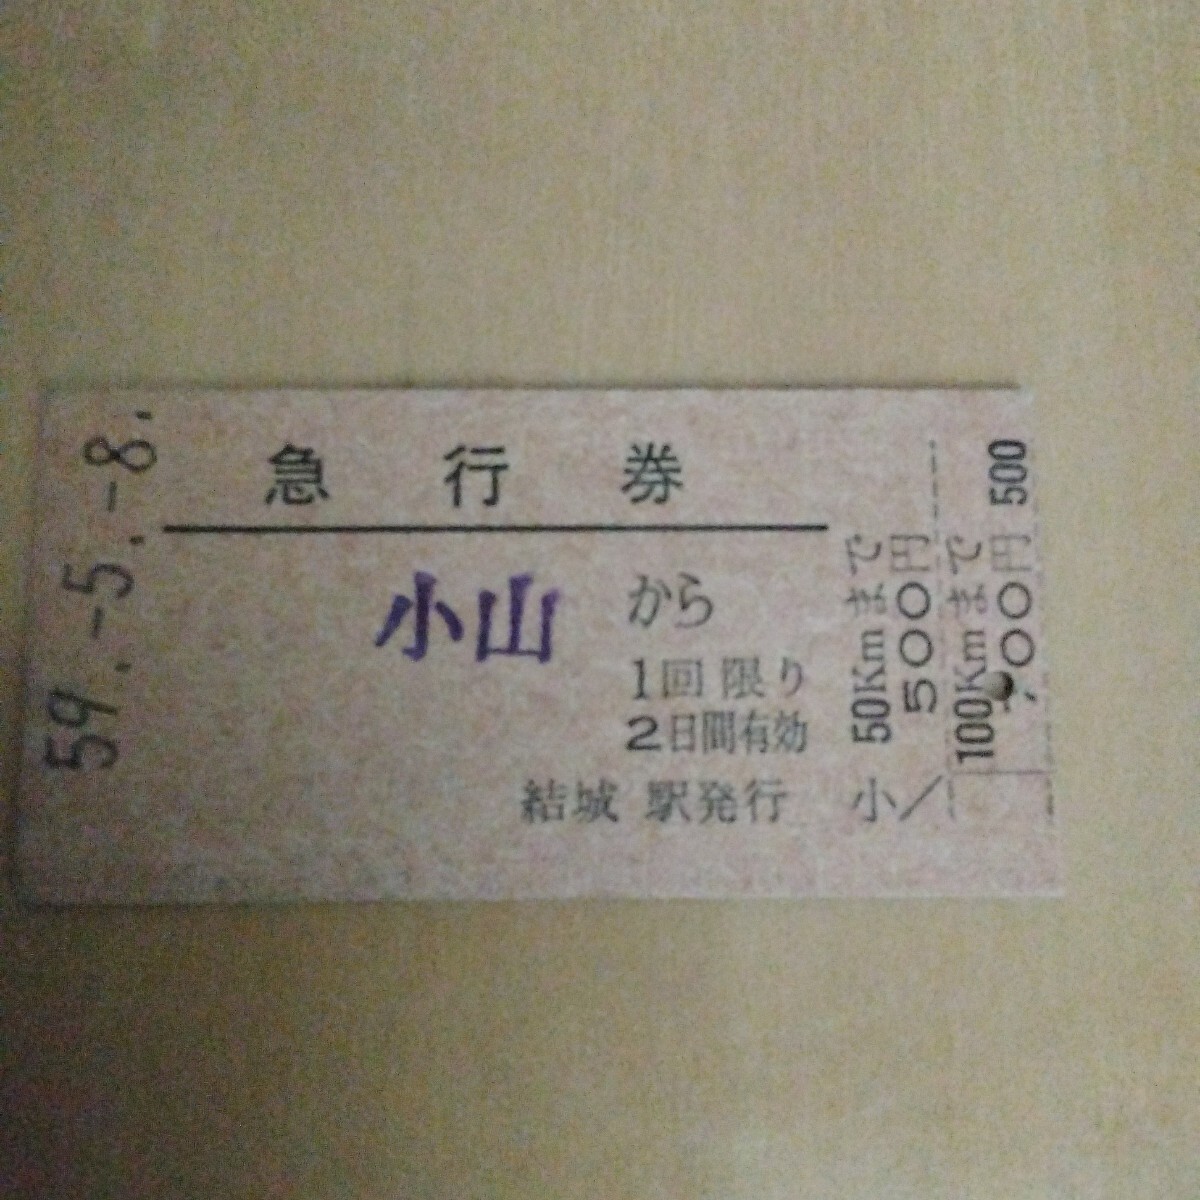 59.-5.-8.
急行券
小山から
1回限り
2日間有効
結城駅発行
50Kmまで
500円
小/
100Kmまで
00円
500